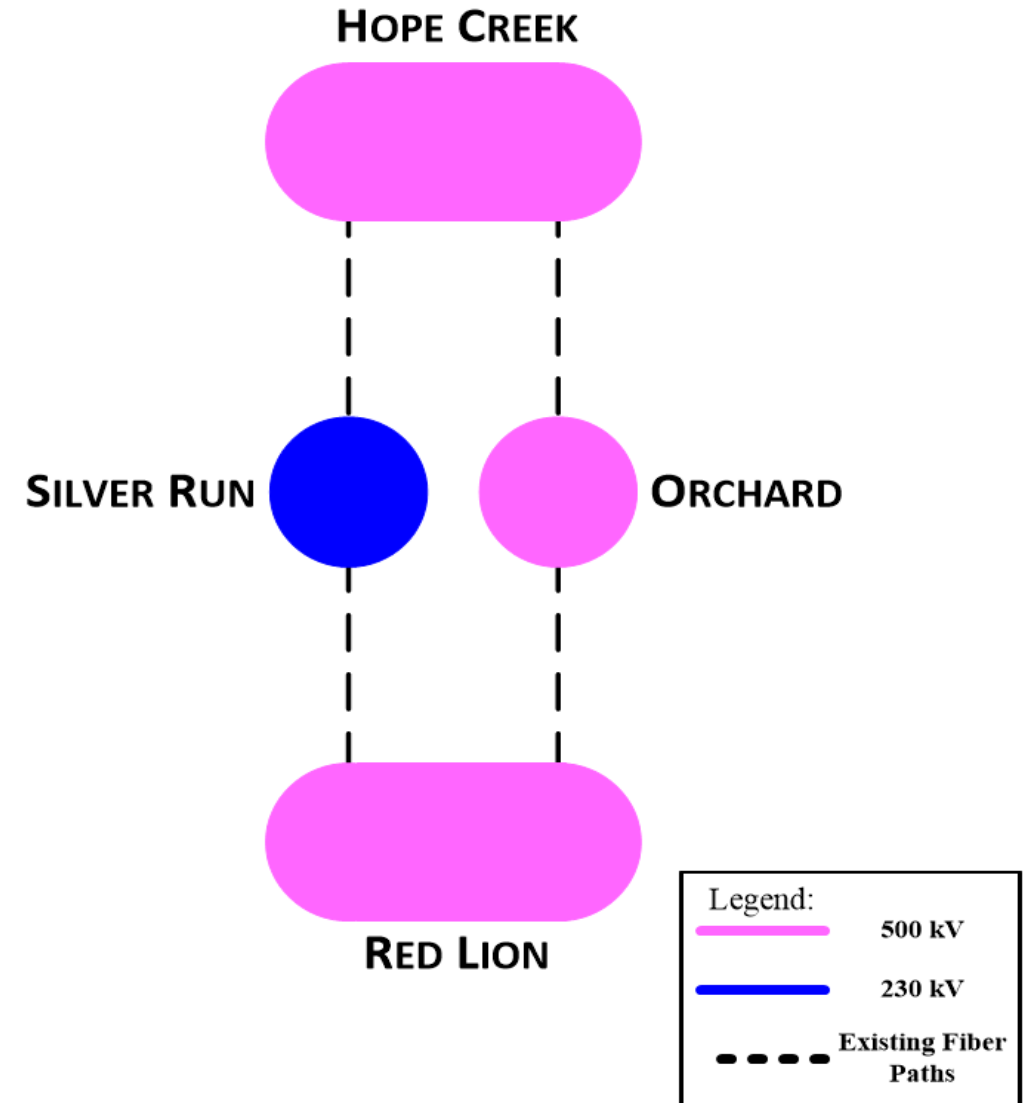 HOPE CREEK
SILVER RUN
ORCHARD
RED LION
Legend:
500 kV
230 kV
Existing Fiber
Paths